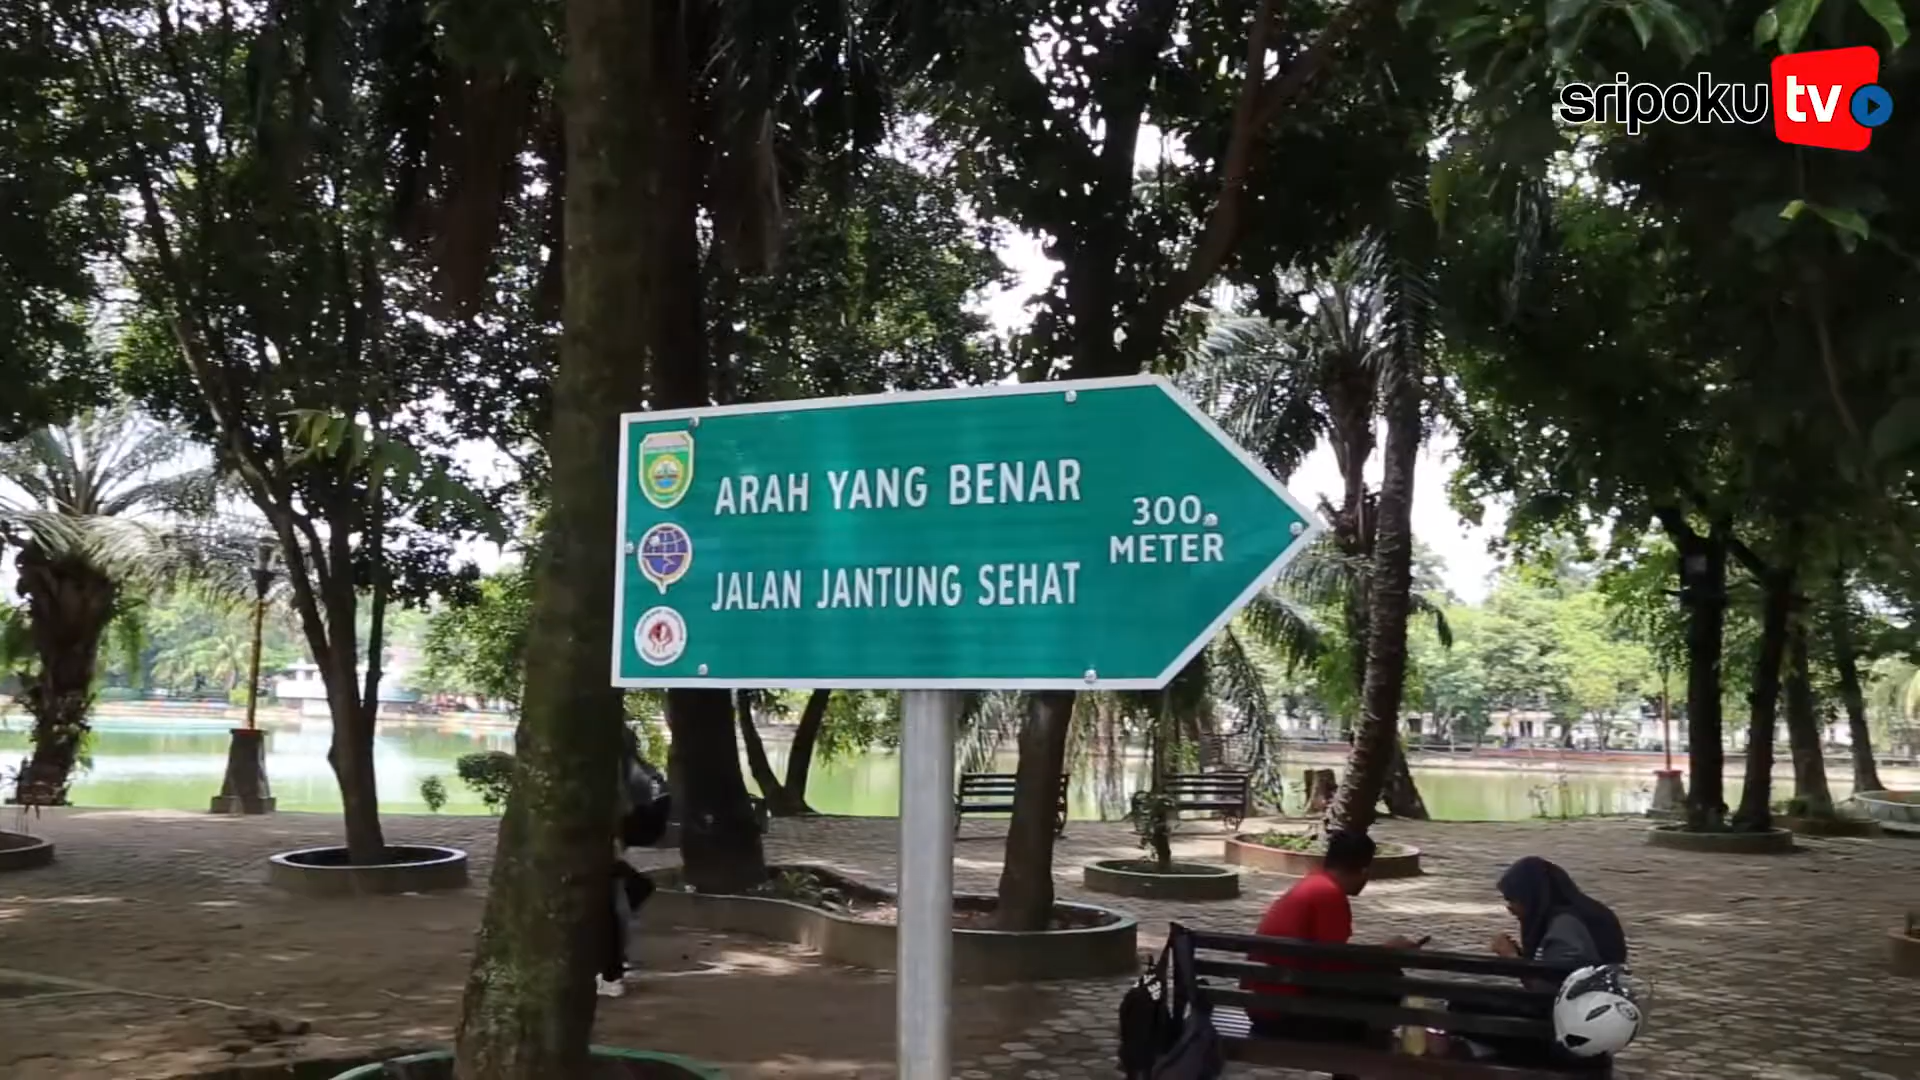 sripoku tv
ARAH YANG BENAR
300 METER
JALAN JANTUNG SEHAT